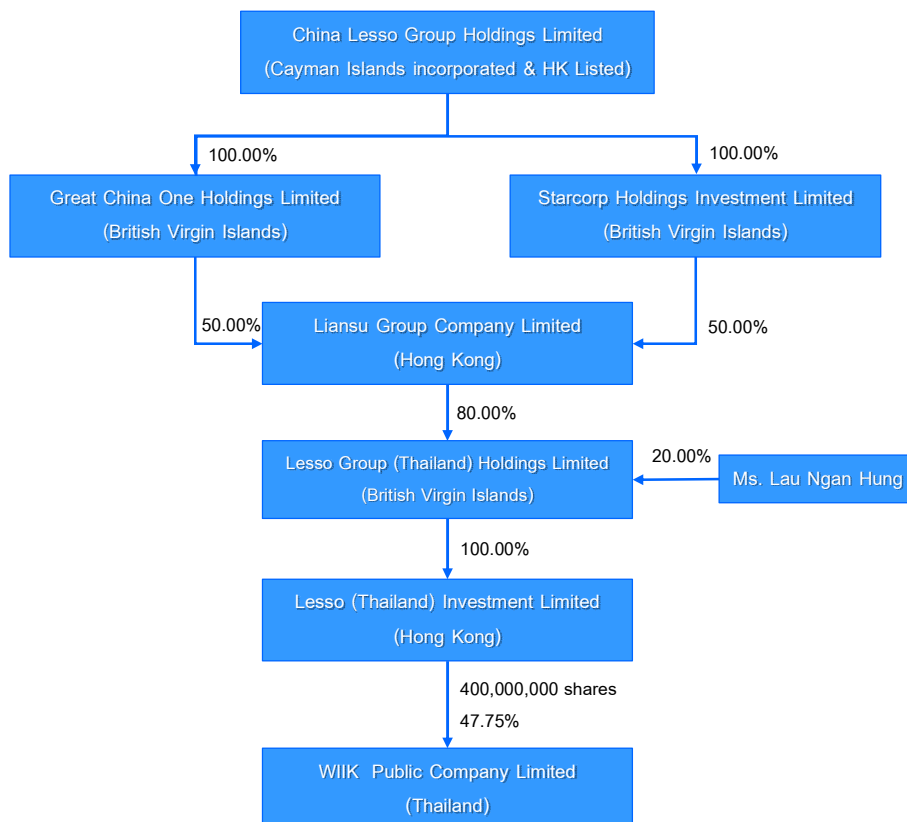 China Lesso Group Holdings Limited
(Cayman Islands incorporated & HK Listed)
100.00%
100.00%
Great China One Holdings Limited
(British Virgin Islands)
Starcorp Holdings Investment Limited
(British Virgin Islands)
50.00%
Liansu Group Company Limited
(Hong Kong)
50.00%
80.00%
Lesso Group (Thailand) Holdings Limited
(British Virgin Islands)
20.00%
Ms. Lau Ngan Hung
100.00%
Lesso (Thailand) Investment Limited
(Hong Kong)
400,000,000 shares
47.75%
WIIK Public Company Limited
(Thailand)